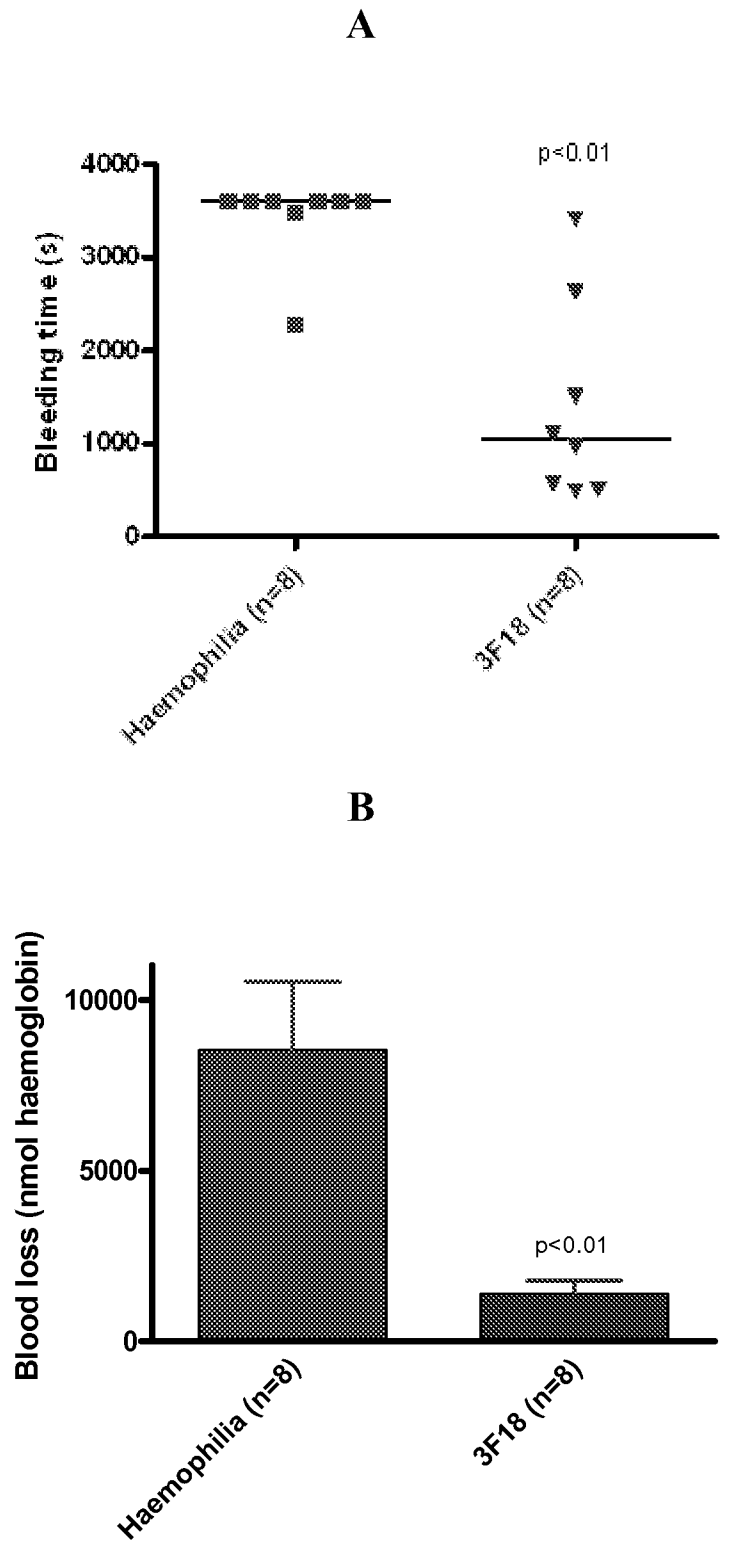 A
p<0.01
4000
3000
2000
1000
0
Bleeding time (s)
Haemophilia (n=8)
3F18 (n=8)
B
10000
5000
0
Blood loss (nmol haemoglobin)
p<0.01
Haemophilia (n=8)
3F18 (n=8)